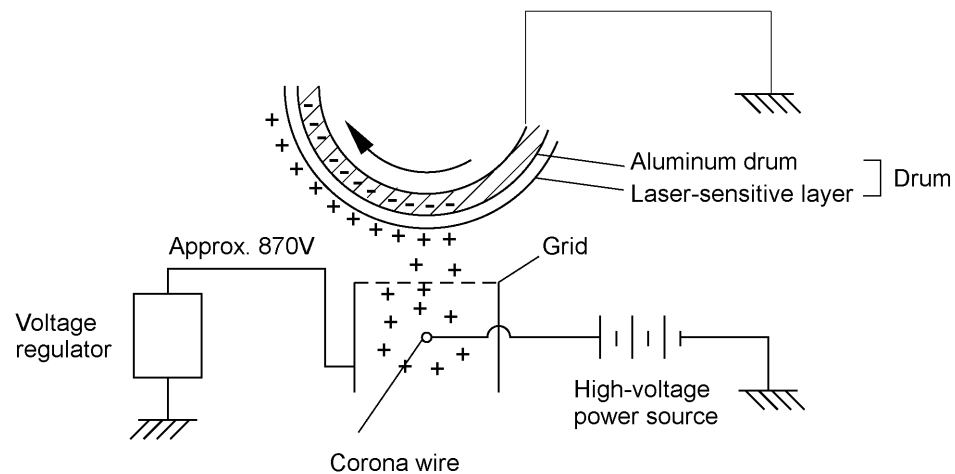 Aluminum drum
Laser-sensitive layer
Drum
Approx. 870V
Grid
Voltage
regulator
High-voltage
power source
Corona wire